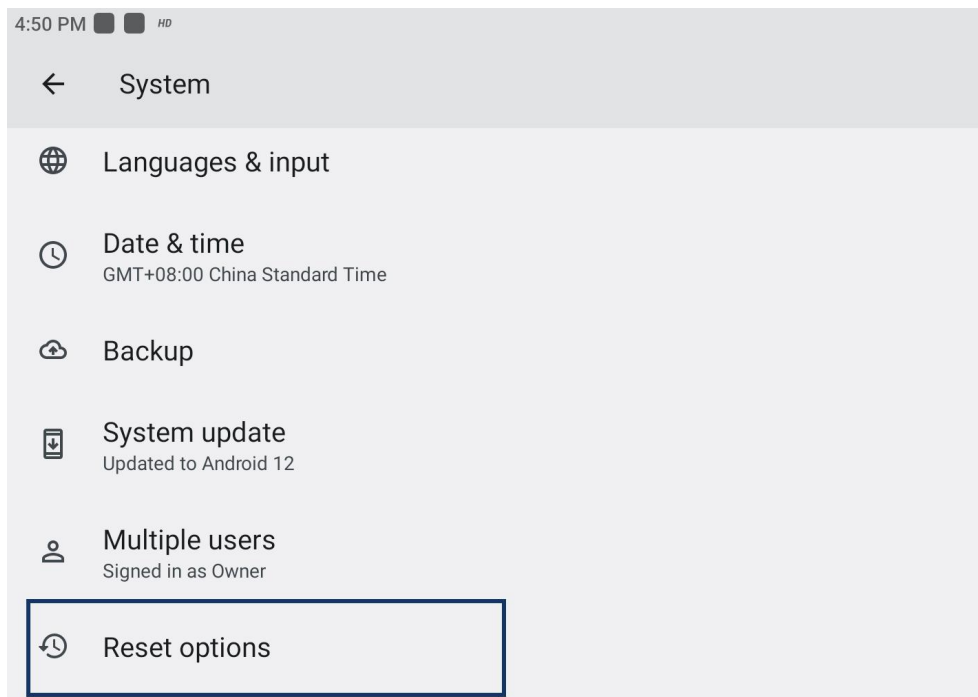 4:50 PM HD
System
Languages & input
Date & time
GMT+08:00 China Standard Time
Backup
System update
Updated to Android 12
Multiple users
Signed in as Owner
Reset options